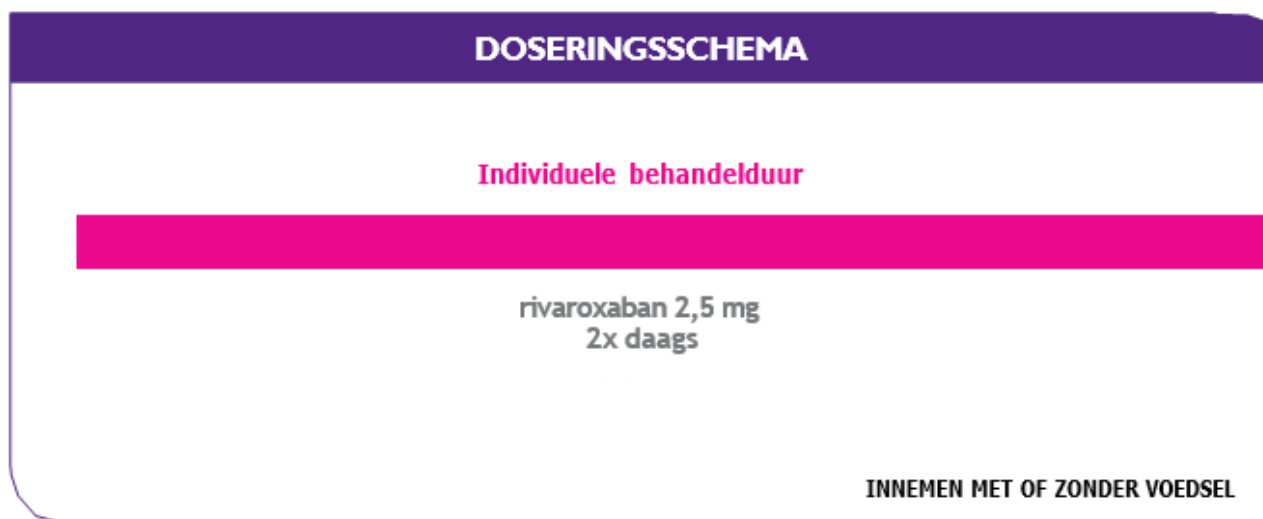 DOSERINGSSCHEMA
Individuele behandelduur
rivaroxaban 2,5 mg
2x daags
INNEMEN MET OF ZONDER VOEDSEL